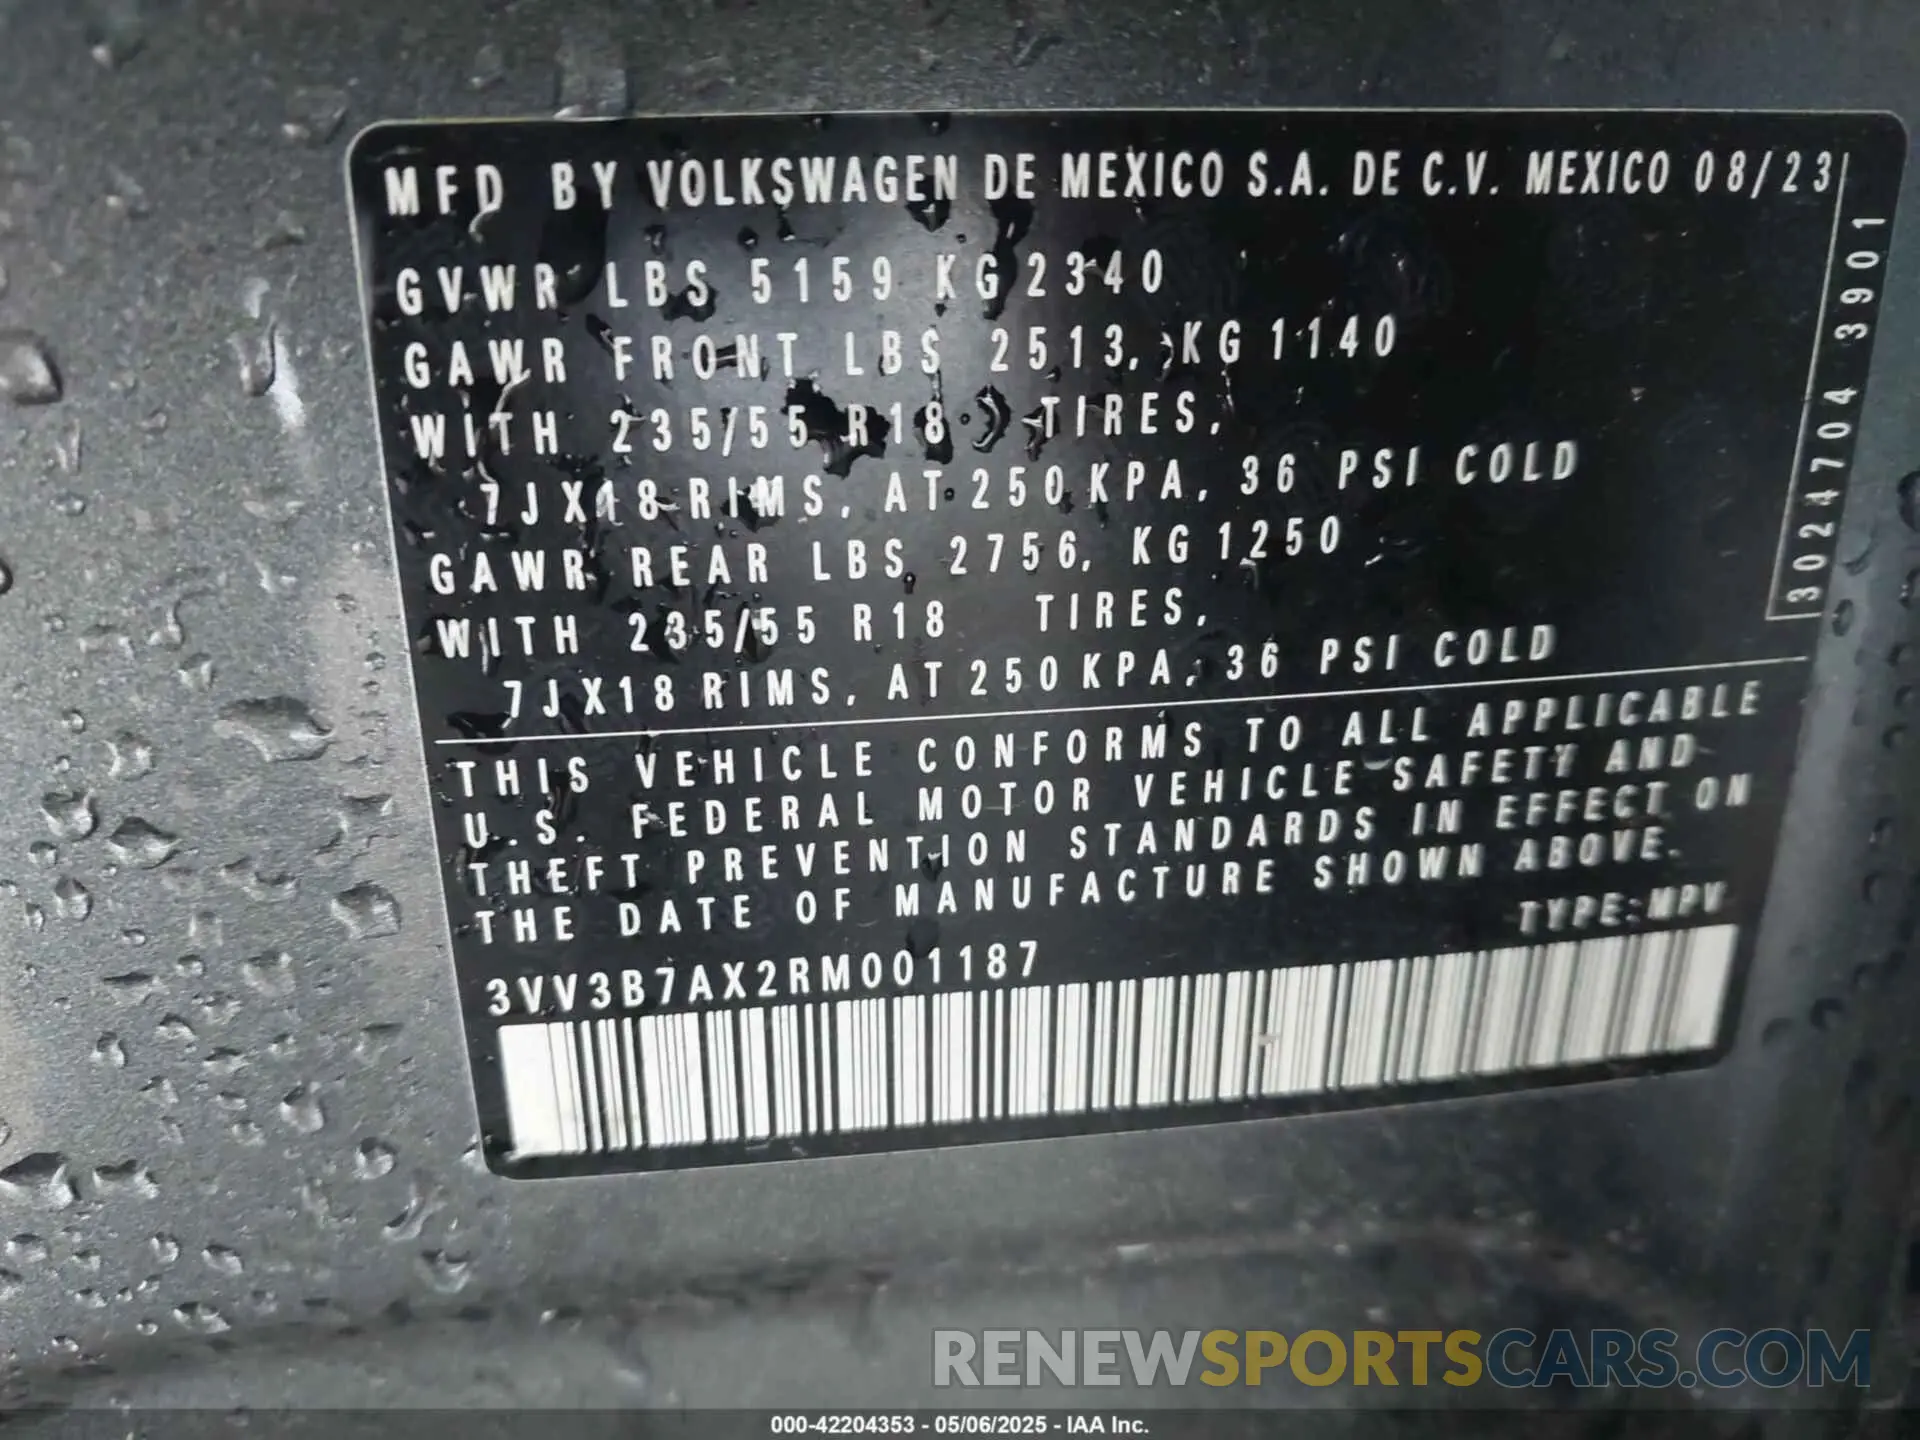 MFD BY VOLKSWAGEN DE MEXICO S.A. DE C.V. MEXICO 08/23
GVWR LBS 5159 KG 2340
GAWR FRONT LBS 2513, KG 1140
WITH 235/55 R18 TIRES,
7JX18 RIMS, AT 250 KPA, 36 PSI COLD
GAWR REAR LBS 2756, KG 1250
WITH 235/55 R18 TIRES,
7JX18 RIMS, AT 250 KPA, 36 PSI COLD
3024704 3901
THIS VEHICLE CONFORMS TO ALL APPLICABLE
U.S. FEDERAL MOTOR VEHICLE SAFETY AND
THEFT PREVENTION STANDARDS IN EFFECT ON
THE DATE OF MANUFACTURE SHOWN ABOVE.
TYPE:MPV
3VV3B7AX2RM001187
RENEWSPORTSCARS.COM
000-42204353 - 05/06/2025 - IAA Inc.